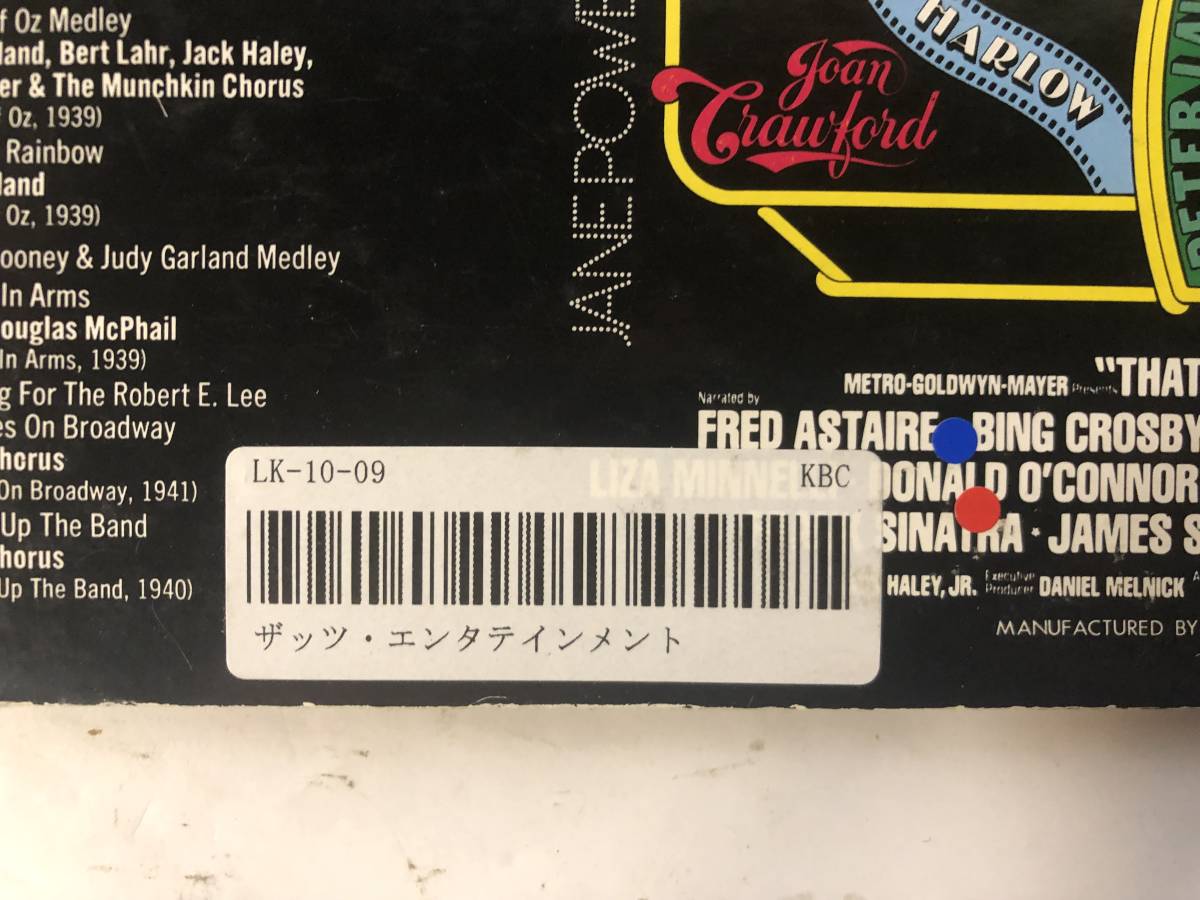 f Oz Medley
land, Bert Lahr, Jack Haley,
er & The Munchkin Chorus
Oz, 1939)
Rainbow
land
Oz, 1939)
ooney & Judy Garland Medley
In Arms
ouglas McPhail
In Arms, 1939)
g For The Robert E. Lee
es On Broadway
horus
On Broadway, 1941)
Up The Band
horus
Up The Band, 1940)
JANE POWE
HARLOW
Joan
Crawford
METRO-GOLDWYN-MAYER Presents "THAT
Narrated by
FRED ASTAIRE BING CROSBY
LIZA MINNELLI DONALD O'CONNOR
SINATRA · JAMES S
HALEY, JR. Executive Producer DANIEL MELNICK
MANUFACTURED BY
LK-10-09 KBC
ザッツ・エンタテインメント